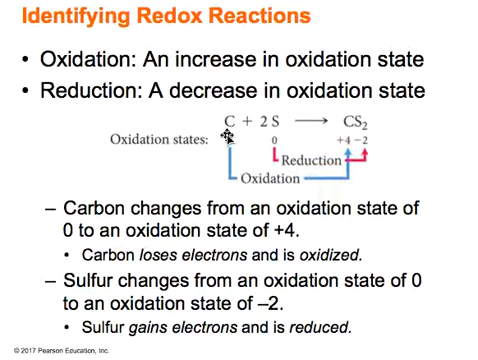 Identifying Redox Reactions
• Oxidation: An increase in oxidation state
• Reduction: A decrease in oxidation state
C + 2 S ⟶ CS₂
Oxidation states: 0 +4 −2
Reduction
Oxidation
– Carbon changes from an oxidation state of
0 to an oxidation state of +4.
• Carbon loses electrons and is oxidized.
– Sulfur changes from an oxidation state of 0
to an oxidation state of –2.
• Sulfur gains electrons and is reduced.
© 2017 Pearson Education, Inc.